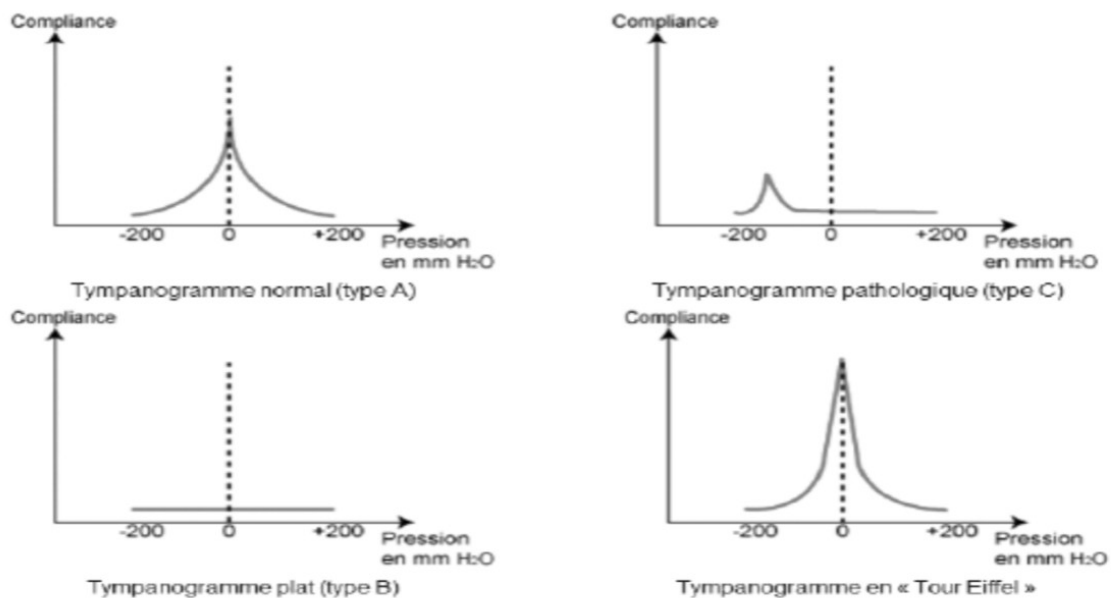 Compliance
-200 0 +200 Pression
en mm H₂O
Tympanogramme normal (type A)
Compliance
-200 0 +200 Pression
en mm H₂O
Tympanogramme pathologique (type C)
Compliance
-200 0 +200 Pression
en mm H₂O
Tympanogramme plat (type B)
Compliance
-200 0 +200 Pression
en mm H₂O
Tympanogramme en « Tour Eiffel »